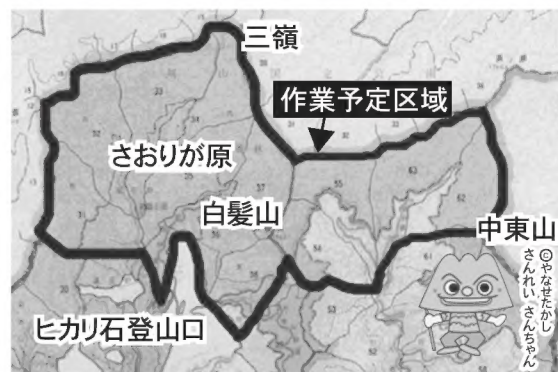 三嶺
作業予定区域
さおりが原
白髪山
中東山
ヒカリ石登山口
©やなせたかし
さんれい さんちゃん